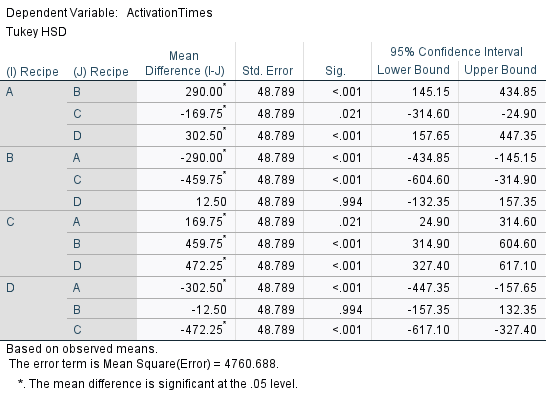 Dependent Variable: ActivationTimes
Tukey HSD
(I) Recipe (J) Recipe Mean Difference (I-J) Std. Error Sig. 95% Confidence Interval Lower Bound Upper Bound
A B 290.00* 48.789 <.001 145.15 434.85
C -169.75* 48.789 .021 -314.60 -24.90
D 302.50* 48.789 <.001 157.65 447.35
B A -290.00* 48.789 <.001 -434.85 -145.15
C -459.75* 48.789 <.001 -604.60 -314.90
D 12.50 48.789 .994 -132.35 157.35
C A 169.75* 48.789 .021 24.90 314.60
B 459.75* 48.789 <.001 314.90 604.60
D 472.25* 48.789 <.001 327.40 617.10
D A -302.50* 48.789 <.001 -447.35 -157.65
B -12.50 48.789 .994 -157.35 132.35
C -472.25* 48.789 <.001 -617.10 -327.40
Based on observed means.
The error term is Mean Square(Error) = 4760.688.
*. The mean difference is significant at the .05 level.